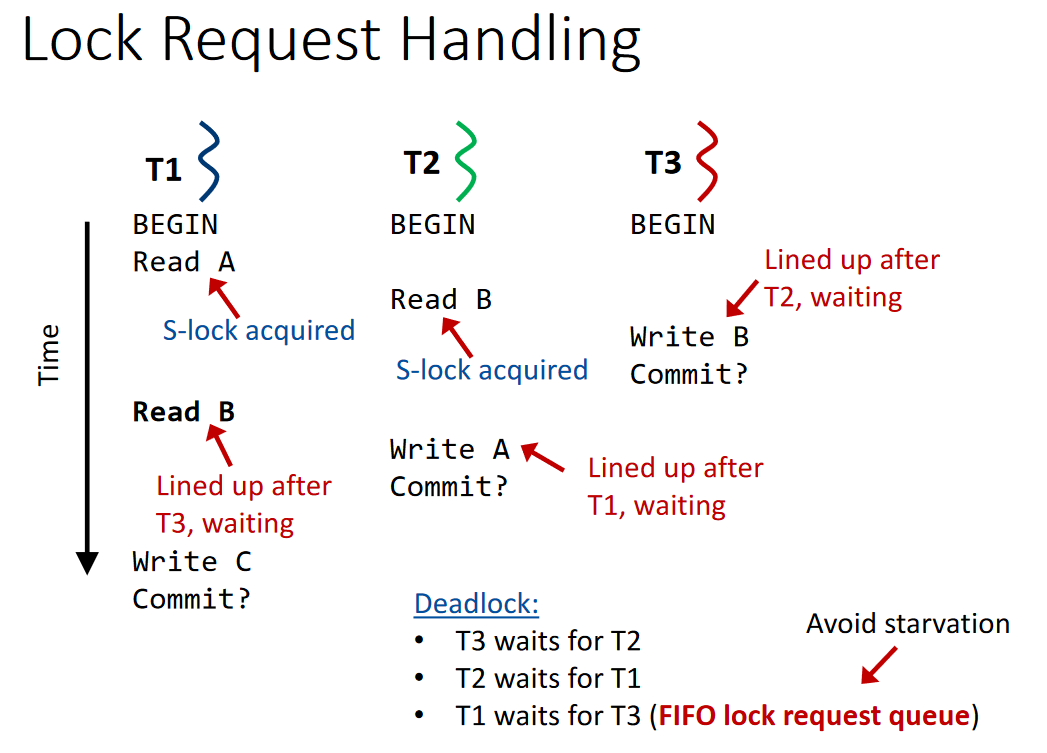 Lock Request Handling
T1
T2
T3
BEGIN
BEGIN
BEGIN
Read A
Lined up after
T2, waiting
Read B
S-lock acquired
Write B
S-lock acquired
Commit?
Time
Read B
Write A
Lined up after
T1, waiting
Commit?
Lined up after
T3, waiting
Write C
Commit?
Deadlock:
• T3 waits for T2
• T2 waits for T1
• T1 waits for T3 (FIFO lock request queue)
Avoid starvation